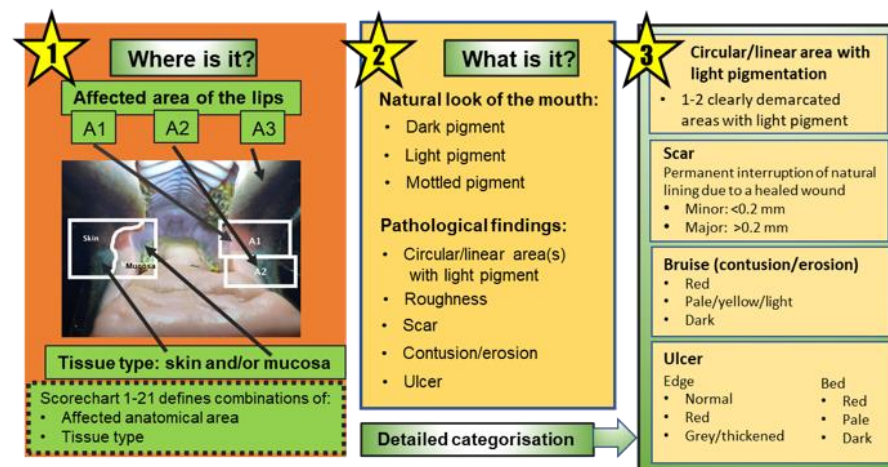 1
Where is it?
Affected area of the lips
A1
A2
A3
Skin
Mucosa
A1
A2
Tissue type: skin and/or mucosa
Scorechart 1-21 defines combinations of:
• Affected anatomical area
• Tissue type
2
What is it?
Natural look of the mouth:
• Dark pigment
• Light pigment
• Mottled pigment
Pathological findings:
• Circular/linear area(s)
with light pigment
• Roughness
• Scar
• Contusion/erosion
• Ulcer
Detailed categorisation
3
Circular/linear area with
light pigmentation
• 1-2 clearly demarcated
areas with light pigment
Scar
Permanent interruption of natural
lining due to a healed wound
• Minor: <0.2 mm
• Major: >0.2 mm
Bruise (contusion/erosion)
• Red
• Pale/yellow/light
• Dark
Ulcer
Edge
• Normal
• Red
• Grey/thickened
Bed
• Red
• Pale
• Dark